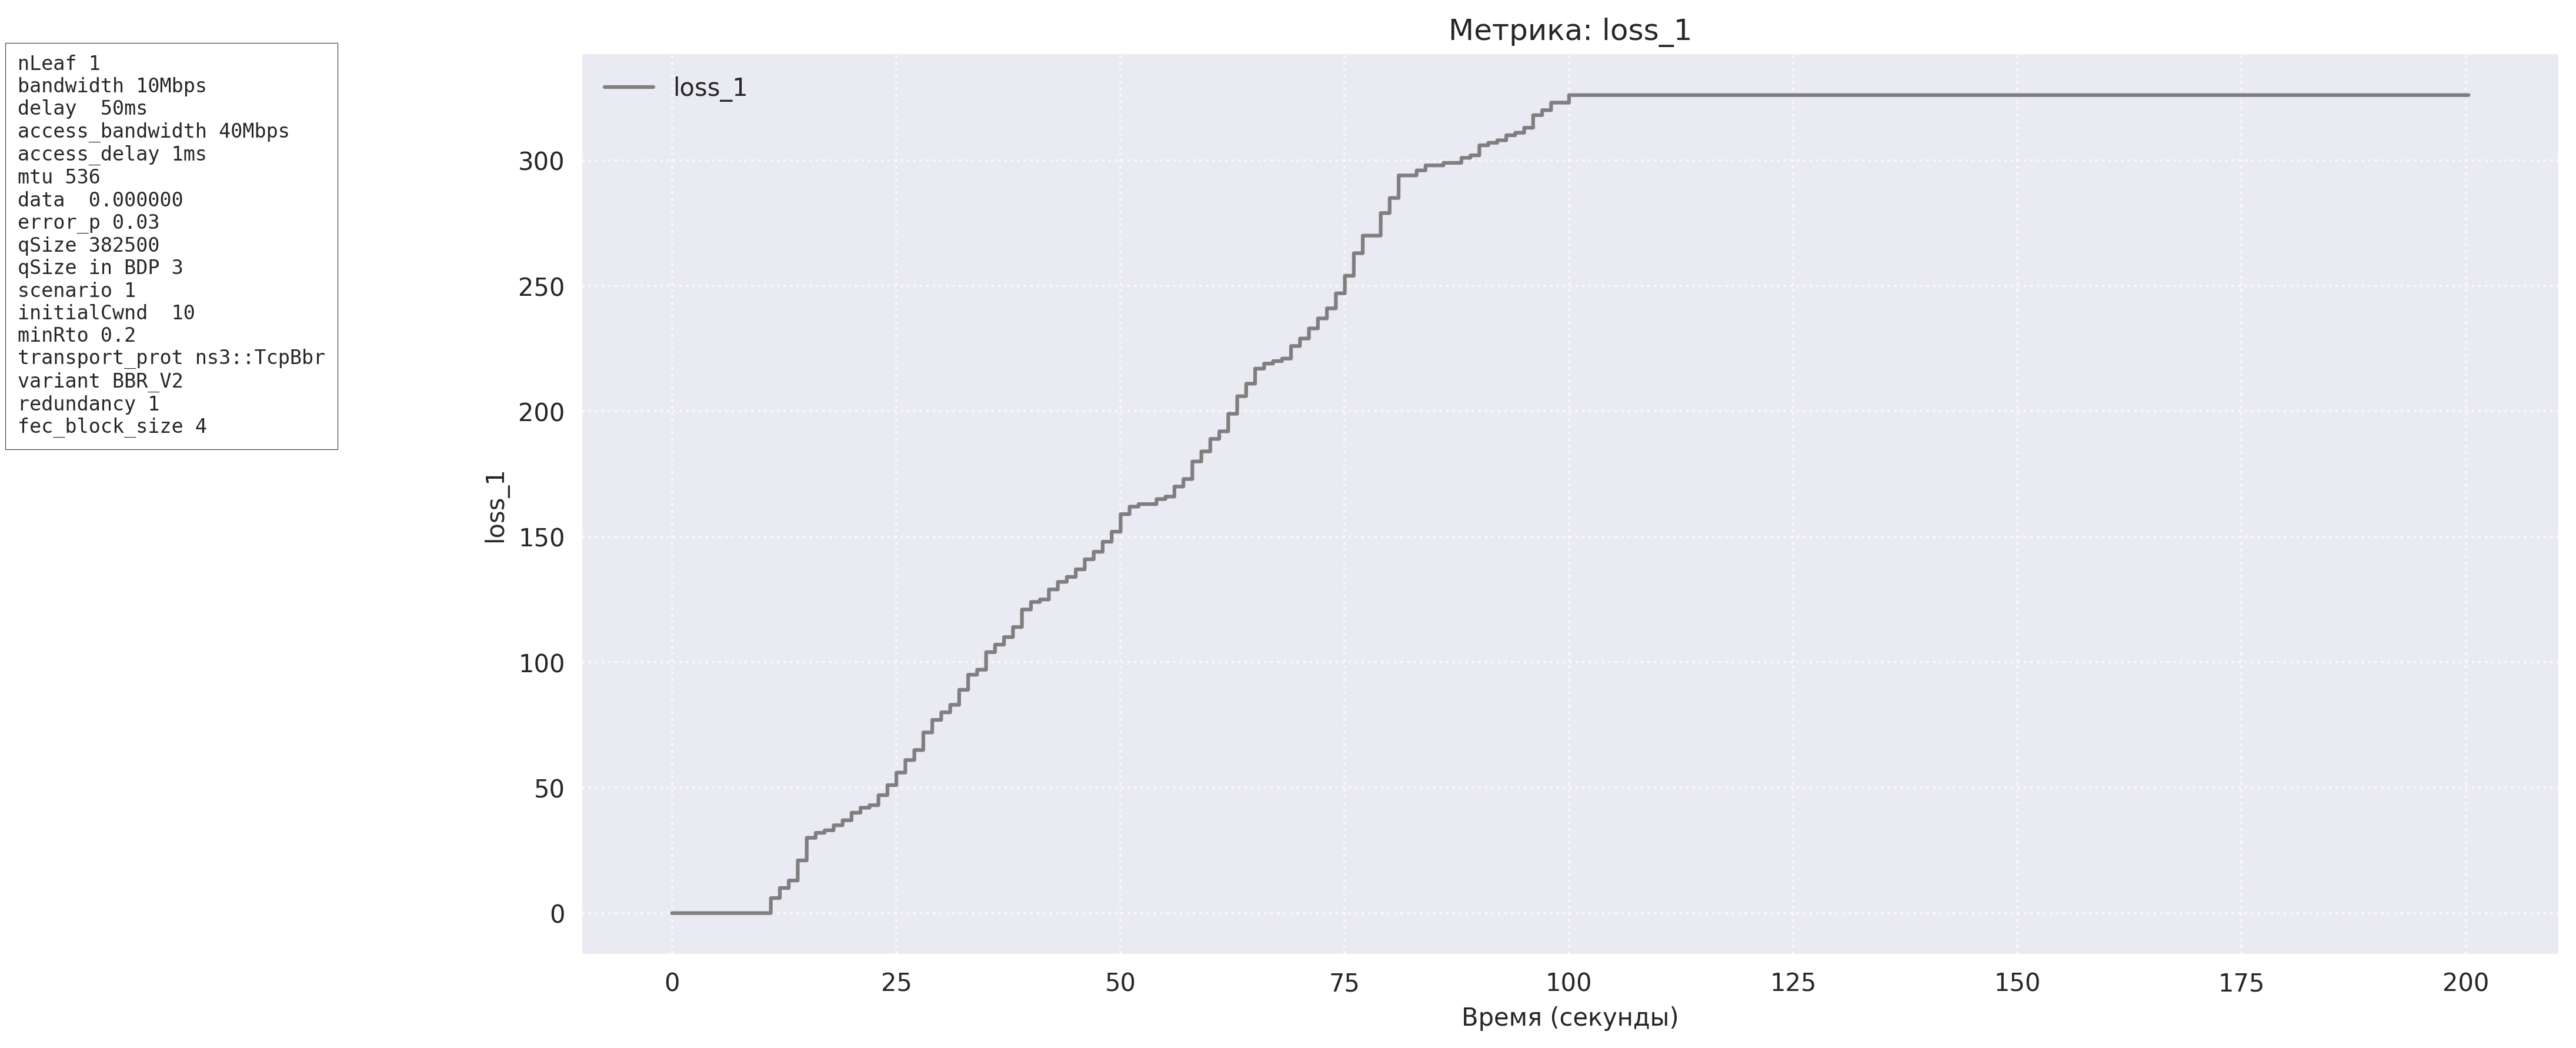 Метрика: loss_1
nLeaf 1
bandwidth 10Mbps
delay  50ms
access_bandwidth 40Mbps
access_delay 1ms
mtu 536
data  0.000000
error_p 0.03
qSize 382500
qSize in BDP 3
scenario 1
initialCwnd  10
minRto 0.2
transport_prot ns3::TcpBbr
variant BBR_V2
redundancy 1
fec_block_size 4
loss_1
loss_1
300
250
200
150
100
50
0
0 25 50 75 100 125 150 175 200
Время (секунды)